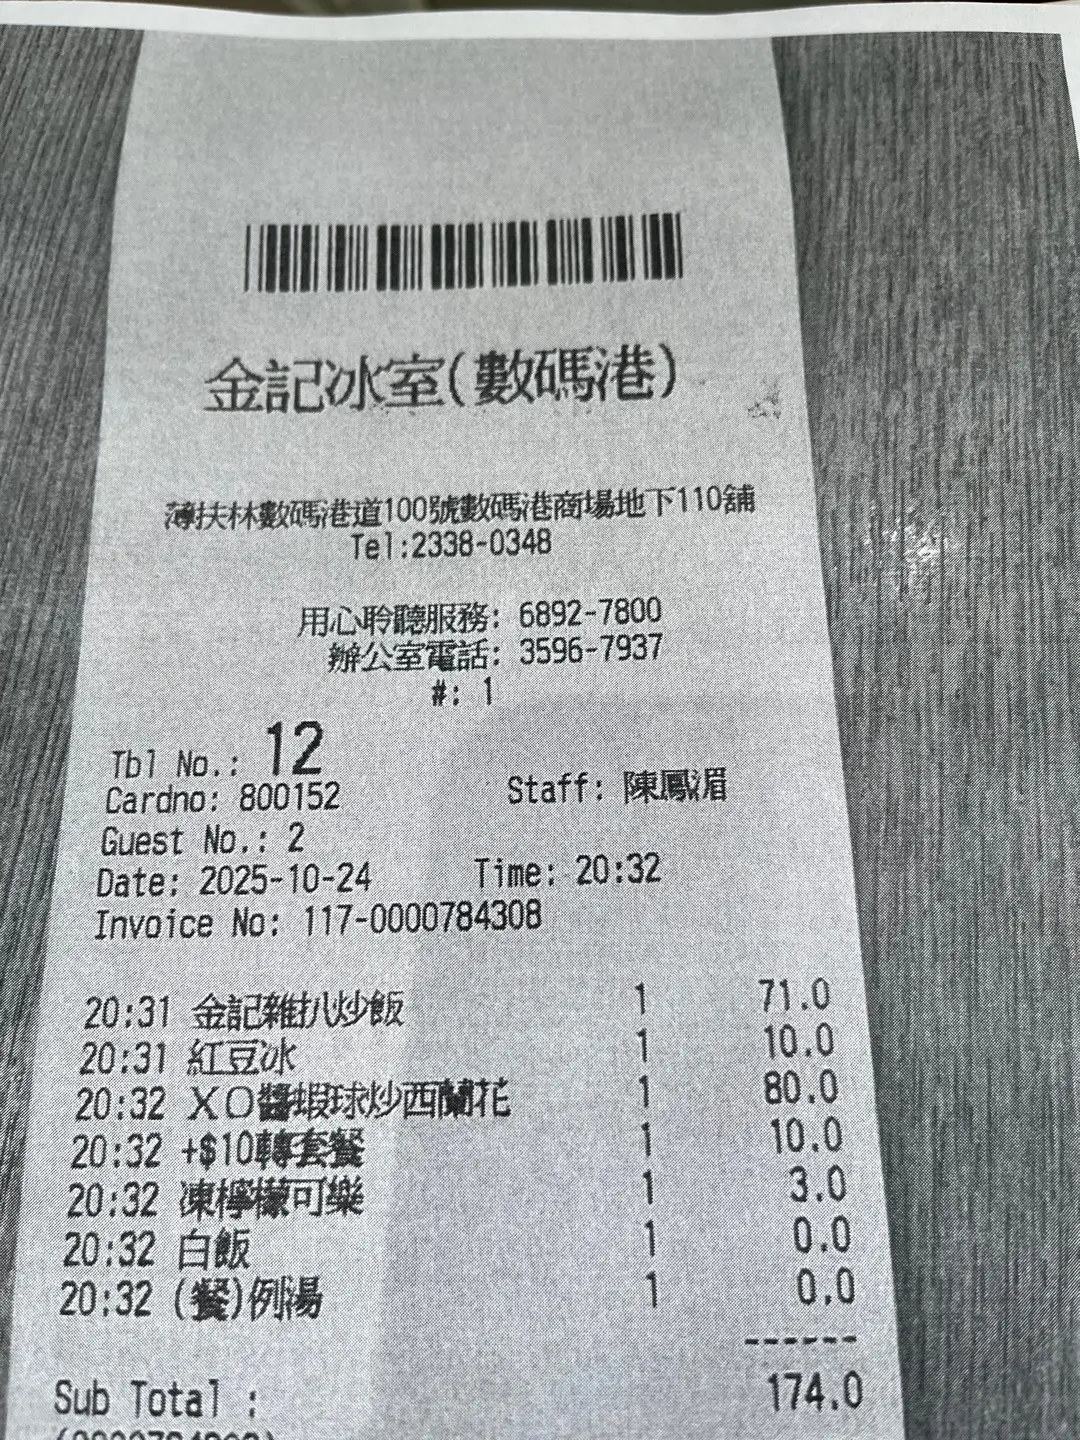 金記冰室(數碼港)
薄扶林數碼港道100號數碼港商場地下110舖
Tel:2338-0348
用心聆聽服務: 6892-7800
辦公室電話: 3596-7937
#: 1
Tbl No.: 12
Cardno: 800152 Staff: 陳鳳湄
Guest No.: 2
Date: 2025-10-24 Time: 20:32
Invoice No: 117-0000784308
20:31 金記雜扒炒飯 1 71.0
20:31 紅豆冰 1 10.0
20:32 XO醬蝦球炒西蘭花 1 80.0
20:32 +$10轉套餐 1 10.0
20:32 凍檸檬可樂 1 3.0
20:32 白飯 1 0.0
20:32 (餐)例湯 1 0.0
------
Sub Total : 174.0